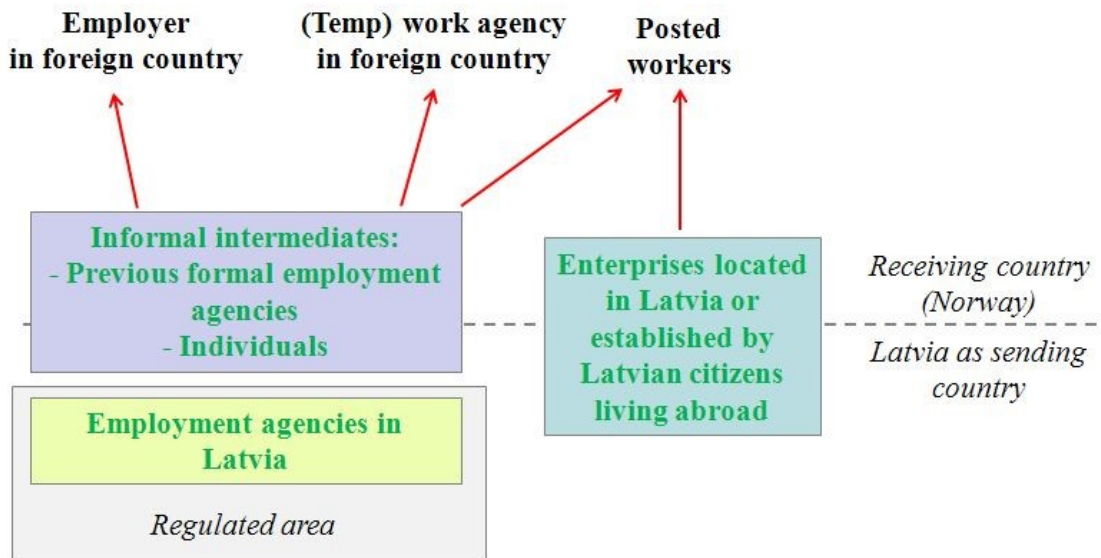 Employer
in foreign country
(Temp) work agency
in foreign country
Posted
workers
Informal intermediates:
- Previous formal employment
agencies
- Individuals
Enterprises located
in Latvia or
established by
Latvian citizens
living abroad
Receiving country
(Norway)
Latvia as sending
country
Employment agencies in
Latvia
Regulated area